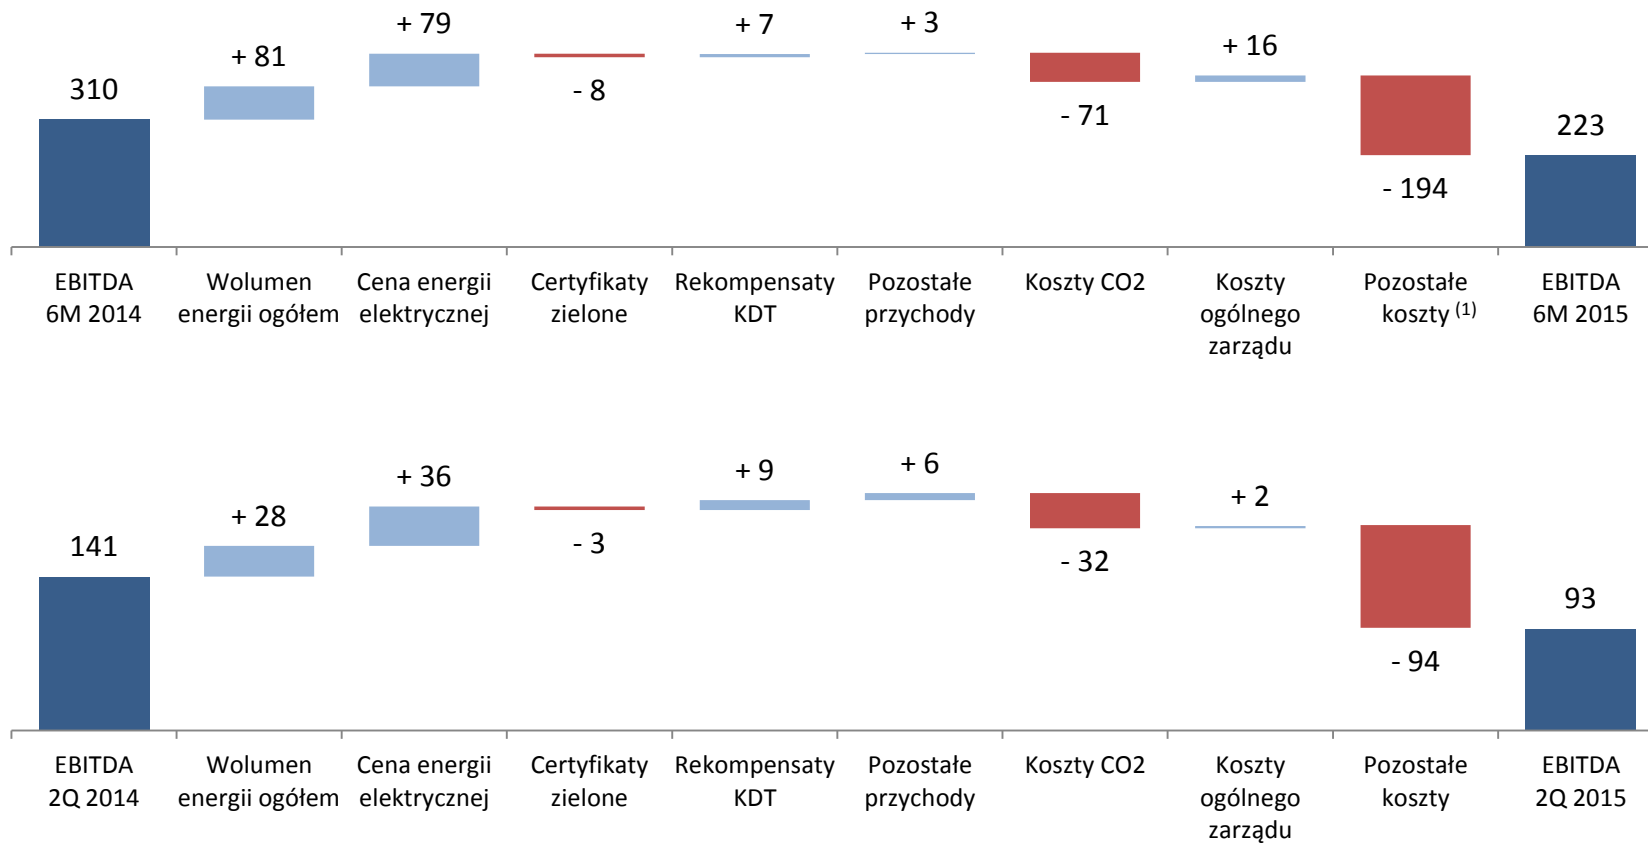 310
+ 81
+ 79
- 8
+ 7
+ 3
- 71
+ 16
- 194
223
EBITDA
6M 2014
Wolumen
energii ogółem
Cena energii
elektrycznej
Certyfikaty
zielone
Rekompensaty
KDT
Pozostałe
przychody
Koszty CO2
Koszty
ogólnego
zarządu
Pozostałe
koszty (1)
EBITDA
6M 2015
141
+ 28
+ 36
- 3
+ 9
+ 6
- 32
+ 2
- 94
93
EBITDA
2Q 2014
Wolumen
energii ogółem
Cena energii
elektrycznej
Certyfikaty
zielone
Rekompensaty
KDT
Pozostałe
przychody
Koszty CO2
Koszty
ogólnego
zarządu
Pozostałe
koszty
EBITDA
2Q 2015